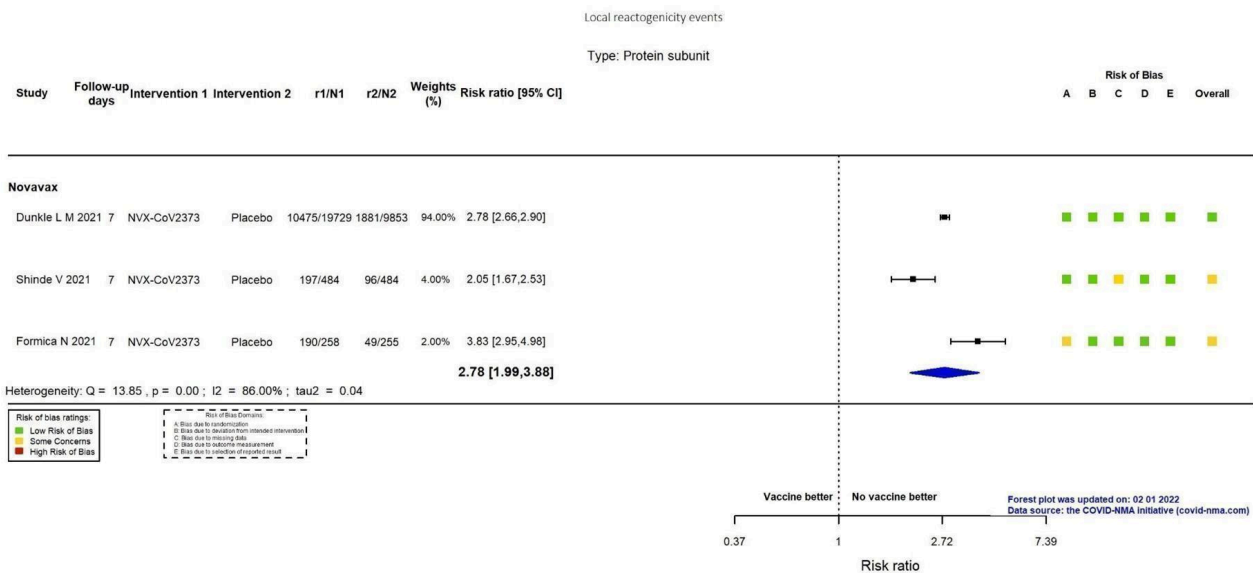 Local reactogenicity events
Type: Protein subunit
Risk of Bias
Study Follow-up days Intervention 1 Intervention 2 r1/N1 r2/N2 Weights (%) Risk ratio [95% CI] A B C D E Overall
Novavax
Dunkle L M 2021 7 NVX-CoV2373 Placebo 10475/19729 1881/9853 94.00% 2.78 [2.66,2.90]
Shinde V 2021 7 NVX-CoV2373 Placebo 197/484 96/484 4.00% 2.05 [1.67,2.53]
Formica N 2021 7 NVX-CoV2373 Placebo 190/258 49/255 2.00% 3.83 [2.95,4.98]
2.78 [1.99,3.88]
Heterogeneity: Q = 13.85 , p = 0.00 ; I2 = 86.00% ; tau2 = 0.04
Risk of bias ratings:
Low Risk of Bias
Some Concerns
High Risk of Bias
Risk of Bias Domains:
A: Bias due to randomization
B: Bias due to deviation from intended intervention
C: Bias due to missing data
D: Bias due to outcome measurement
E: Bias due to selection of reported result
Vaccine better No vaccine better
Forest plot was updated on: 02 01 2022
Data source: the COVID-NMA initiative (covid-nma.com)
0.37 1 2.72 7.39
Risk ratio